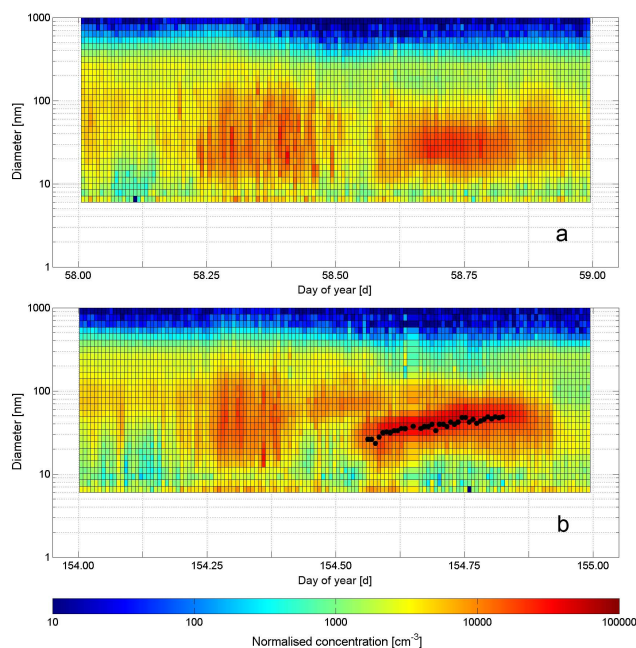 1000
100
10
1
Diameter [nm]
a
58.00 58.25 58.50 58.75 59.00
Day of year [d]
1000
100
10
1
Diameter [nm]
b
154.00 154.25 154.50 154.75 155.00
Day of year [d]
10 100 1000 10000 100000
Normalised concentration [cm⁻³]